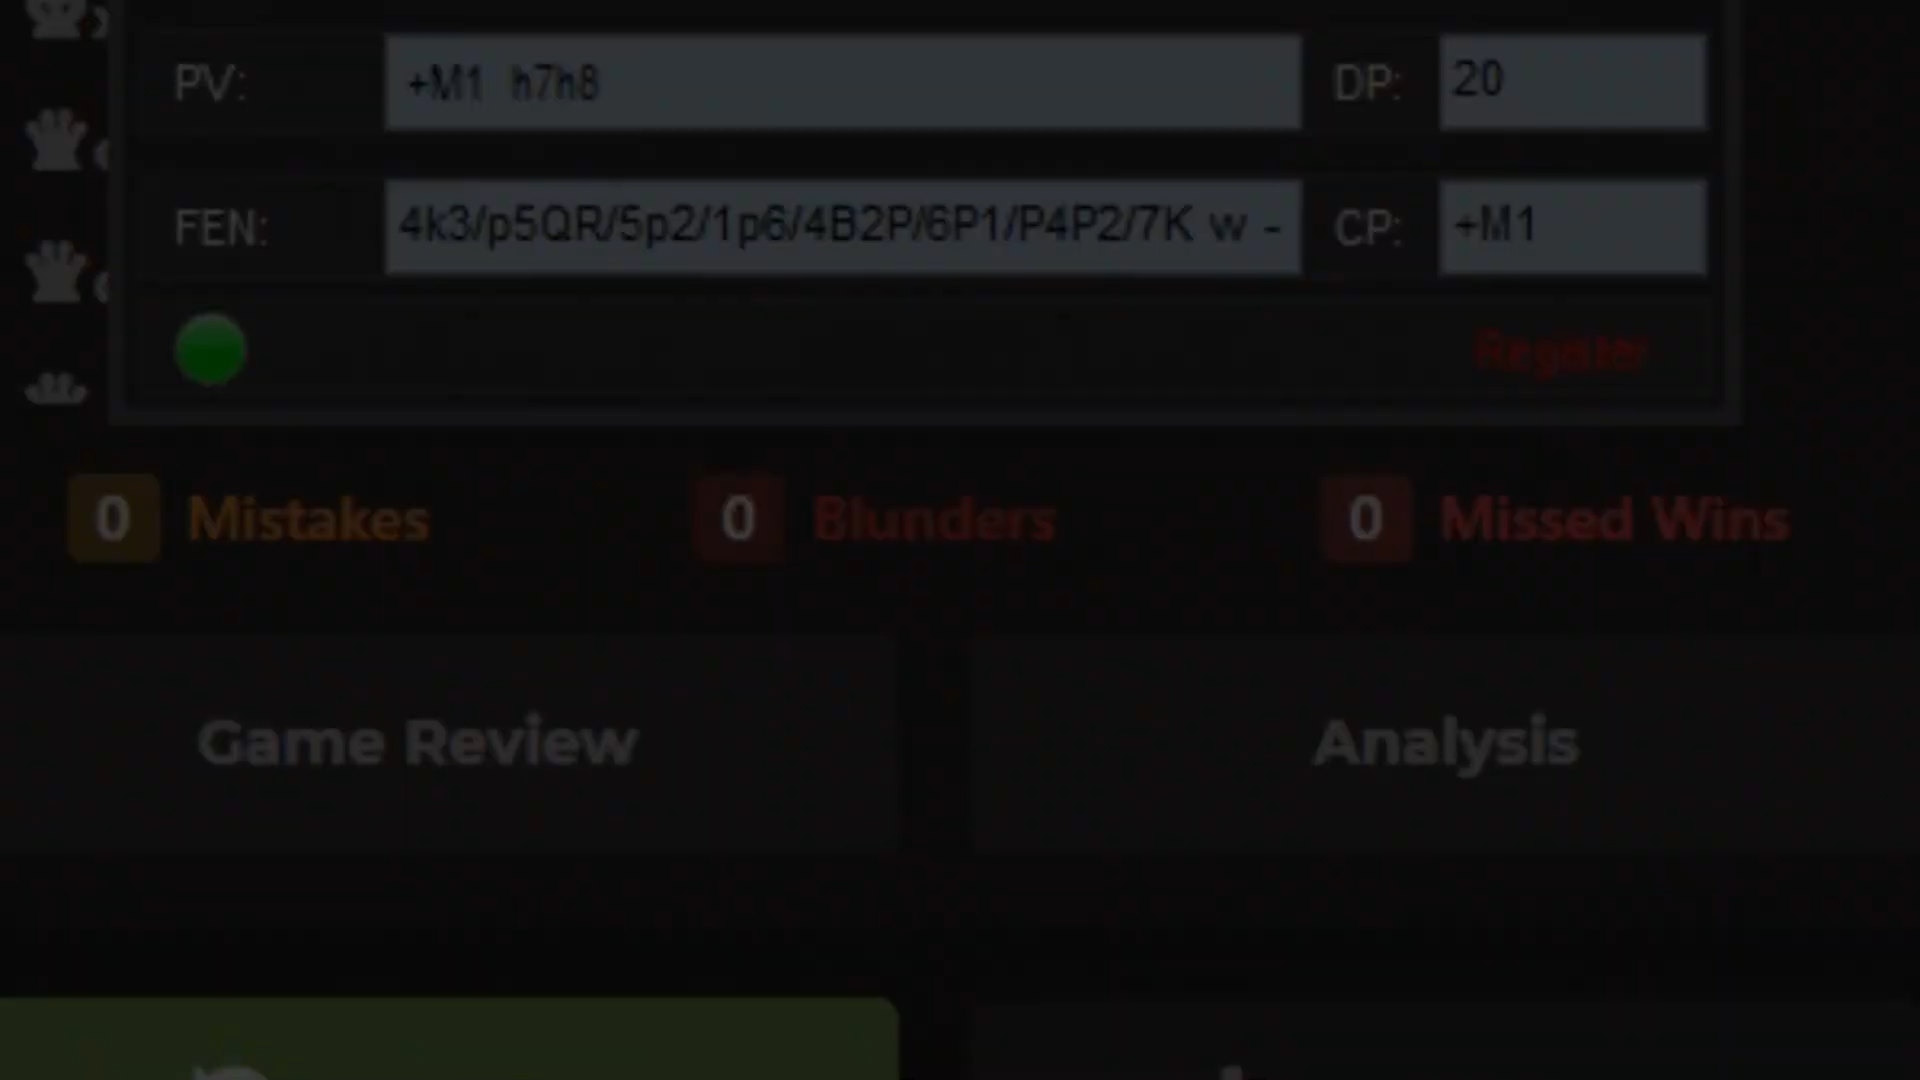 PV: +M1 h7h8 DP: 20
FEN: 4k3/p5QR/5p2/1p6/4B2P/6P1/P4P2/7K w - CP: +M1
Register
0 Mistakes 0 Blunders 0 Missed Wins
Game Review Analysis